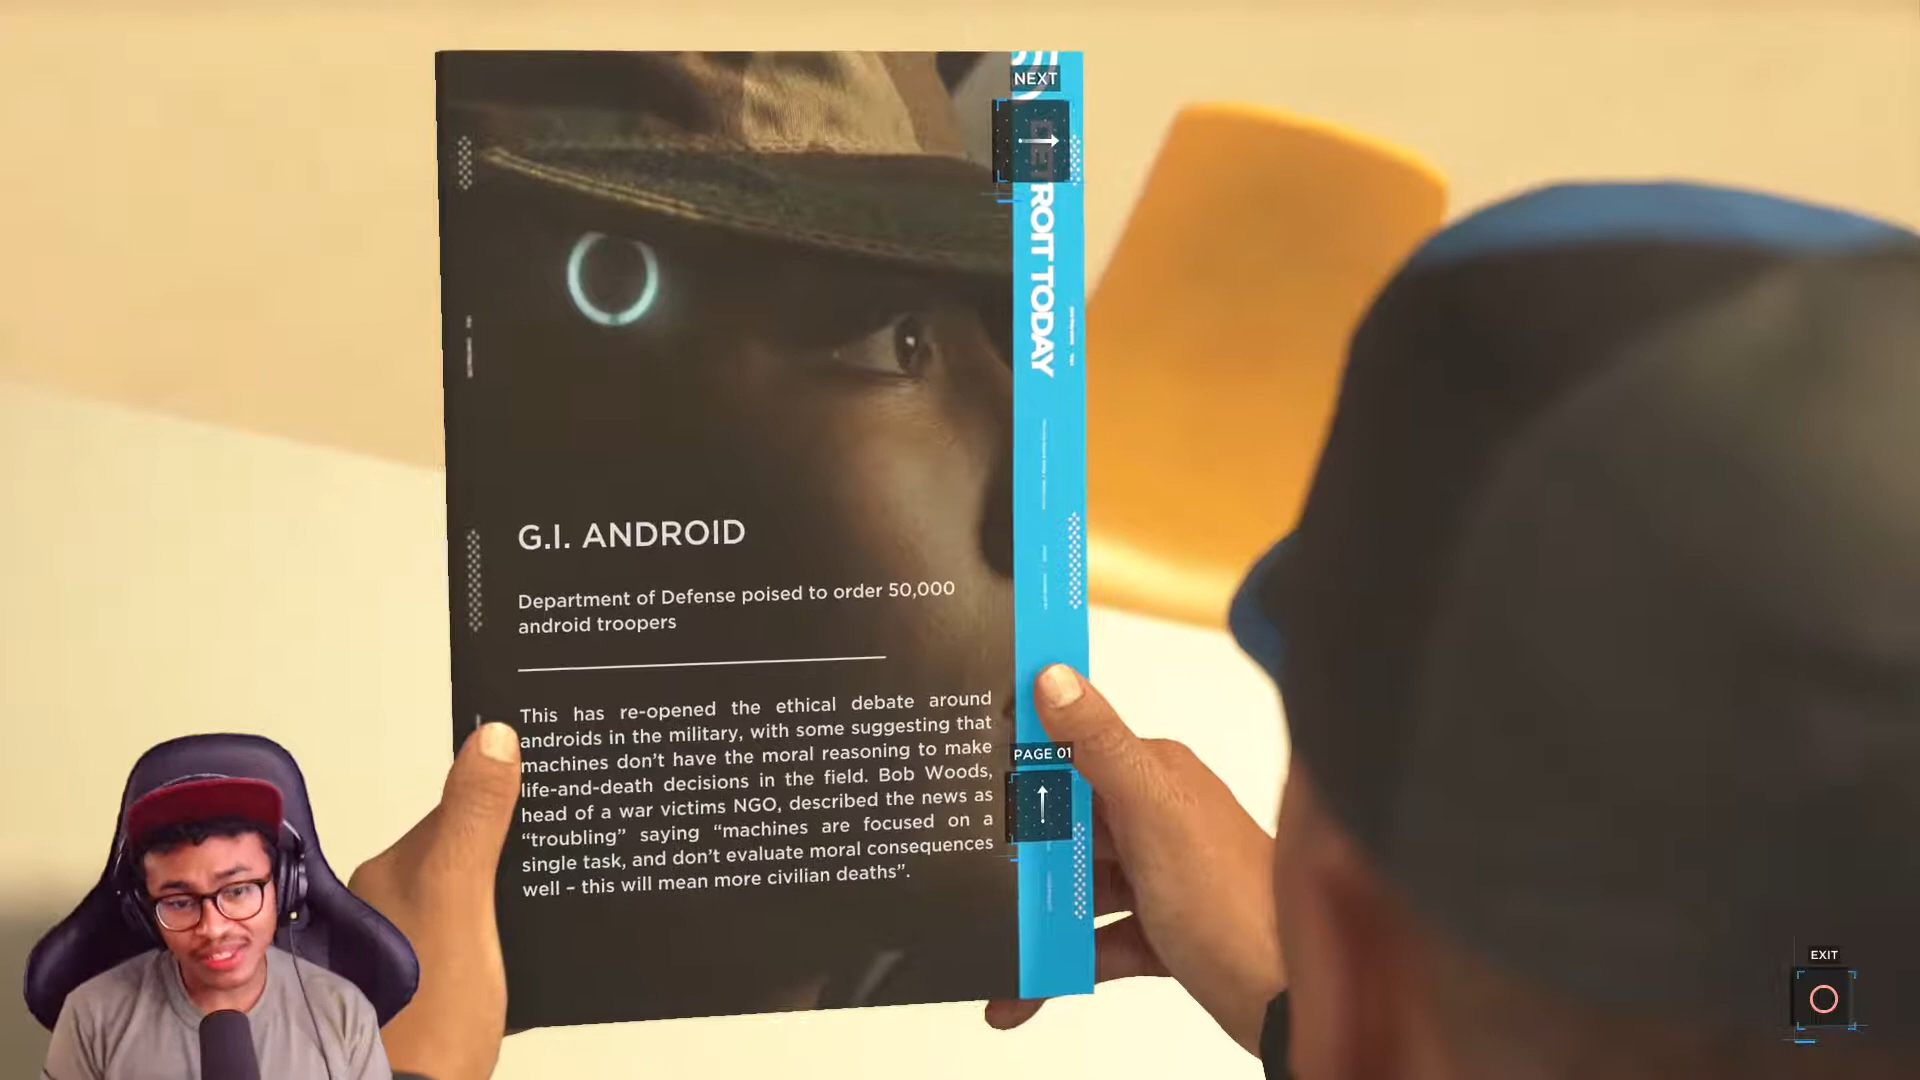 NEXT
DETROIT TODAY
G.I. ANDROID
Department of Defense poised to order 50,000
android troopers
This has re-opened the ethical debate around
androids in the military, with some suggesting that
machines don't have the moral reasoning to make
life-and-death decisions in the field. Bob Woods,
head of a war victims NGO, described the news as
“troubling” saying “machines are focused on a
single task, and don't evaluate moral consequences
well – this will mean more civilian deaths”.
PAGE 01
EXIT